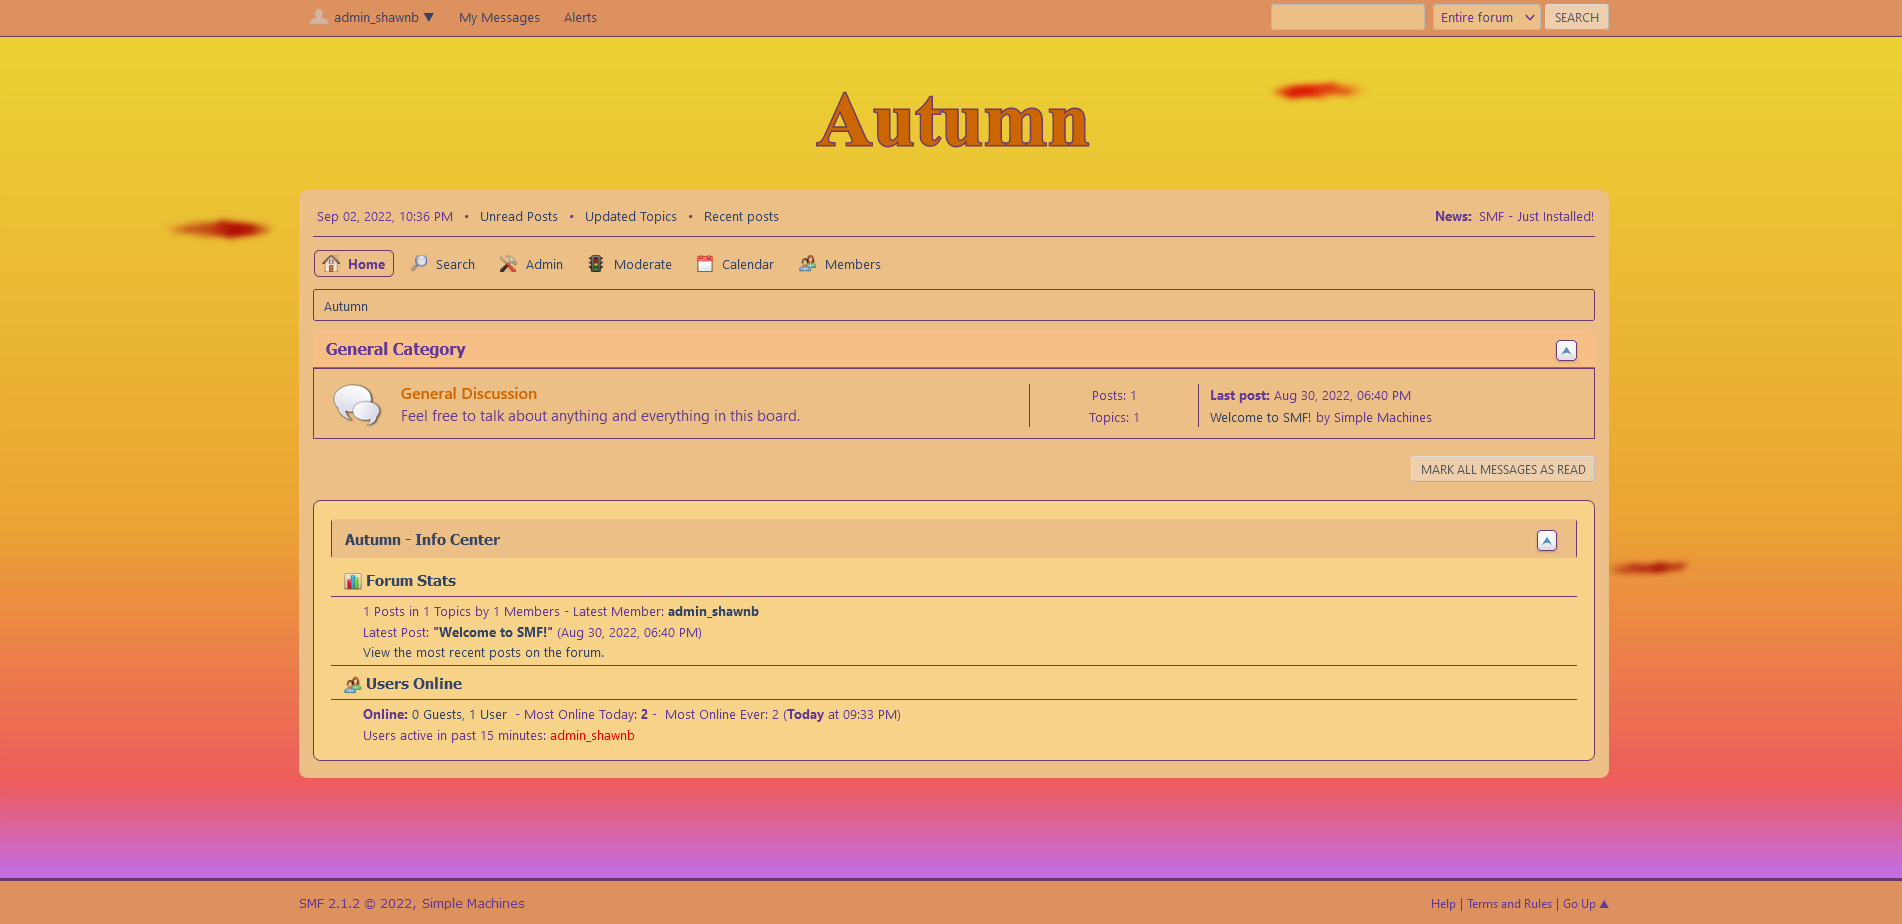 admin_shawnb ▼ My Messages Alerts Entire forum SEARCH
Autumn
Sep 02, 2022, 10:36 PM • Unread Posts • Updated Topics • Recent posts News: SMF - Just Installed!
Home Search Admin Moderate Calendar Members
Autumn
General Category
General Discussion
Feel free to talk about anything and everything in this board.
Posts: 1
Topics: 1
Last post: Aug 30, 2022, 06:40 PM
Welcome to SMF! by Simple Machines
MARK ALL MESSAGES AS READ
Autumn - Info Center
Forum Stats
1 Posts in 1 Topics by 1 Members - Latest Member: admin_shawnb
Latest Post: "Welcome to SMF!" (Aug 30, 2022, 06:40 PM)
View the most recent posts on the forum.
Users Online
Online: 0 Guests, 1 User - Most Online Today: 2 - Most Online Ever: 2 (Today at 09:33 PM)
Users active in past 15 minutes: admin_shawnb
SMF 2.1.2 © 2022, Simple Machines Help | Terms and Rules | Go Up ▲